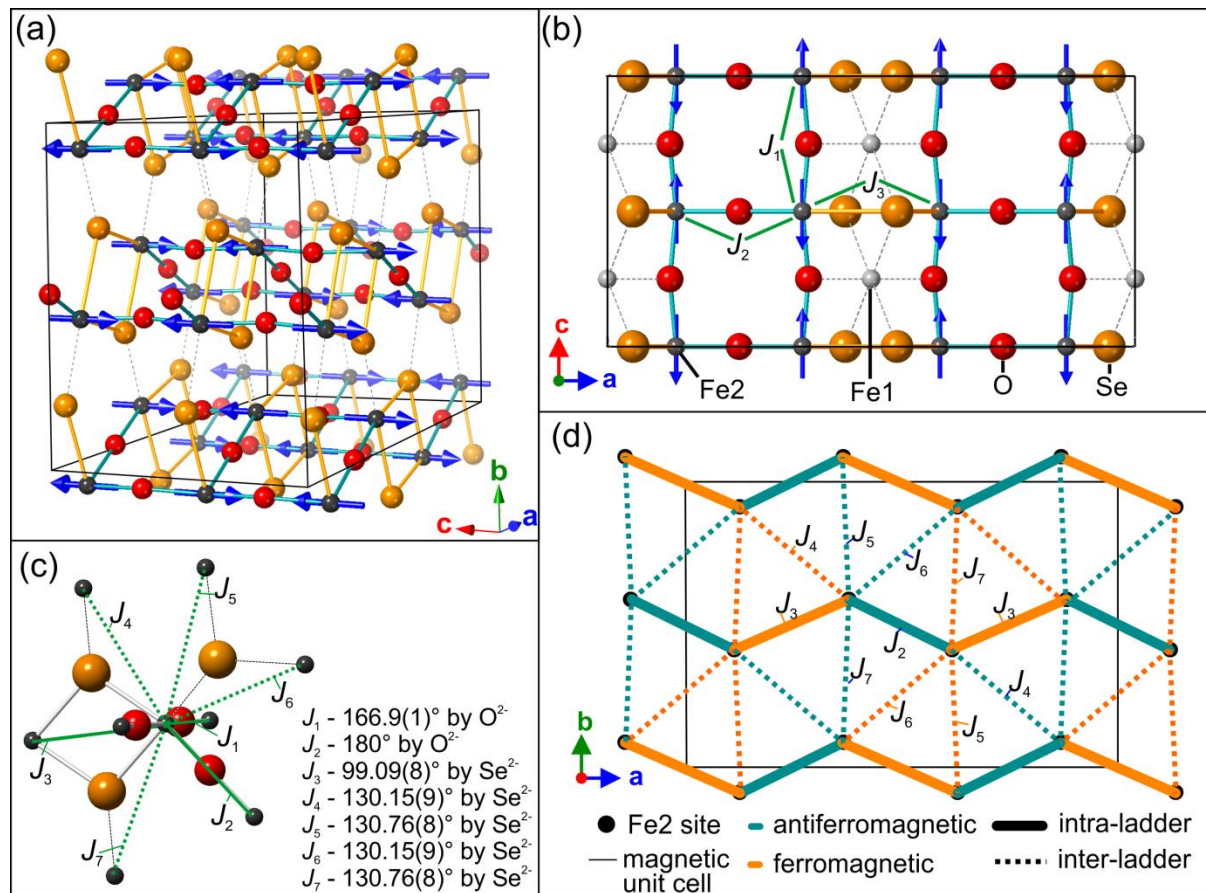 (a)
b
c
a
(b)
J1
J3
J2
c
a
Fe2
Fe1
O
Se
(c)
J5
J4
J6
J1
J3
J2
J7
J1 - 166.9(1)° by O2-
J2 - 180° by O2-
J3 - 99.09(8)° by Se2-
J4 - 130.15(9)° by Se2-
J5 - 130.76(8)° by Se2-
J6 - 130.15(9)° by Se2-
J7 - 130.76(8)° by Se2-
(d)
J4
J5
J6
J7
J3
J3
J2
J7
J4
J6
J5
b
a
Fe2 site
antiferromagnetic
intra-ladder
magnetic
unit cell
ferromagnetic
inter-ladder